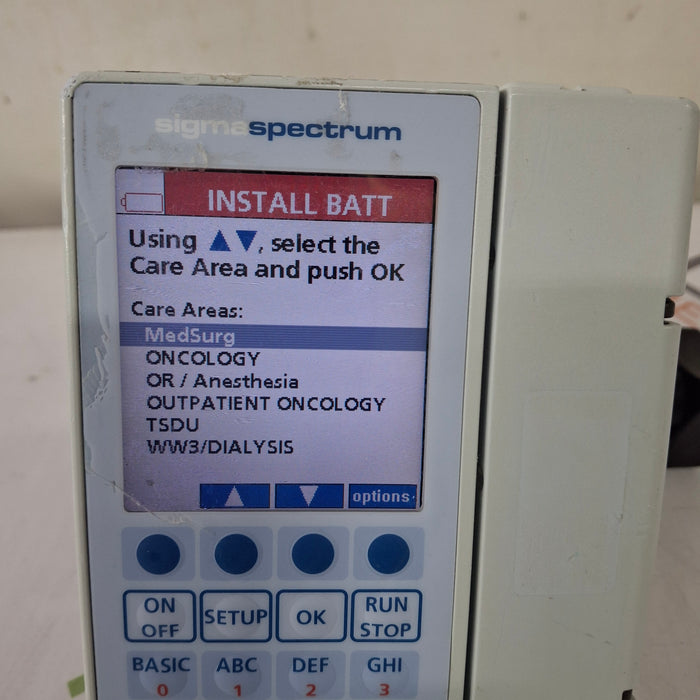 sigmaspectrum
INSTALL BATT
Using ▲▼, select the
Care Area and push OK
Care Areas:
MedSurg
ONCOLOGY
OR / Anesthesia
OUTPATIENT ONCOLOGY
TSDU
WW3/DIALYSIS
options
ON OFF SETUP OK RUN STOP
BASIC ABC DEF GHI
0 1 2 3